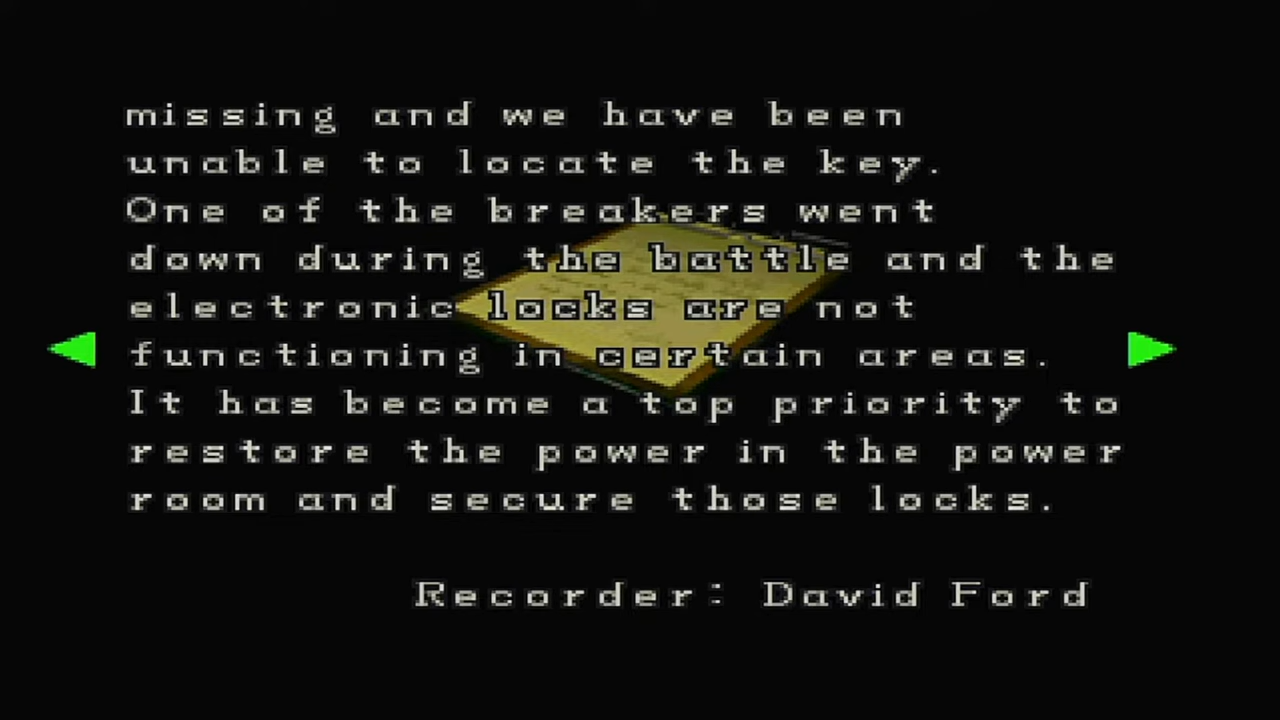 missing and we have been
unable to locate the key.
One of the breakers went
down during the battle and the
electronic locks are not
functioning in certain areas.
It has become a top priority to
restore the power in the power
room and secure those locks.
Recorder: David Ford